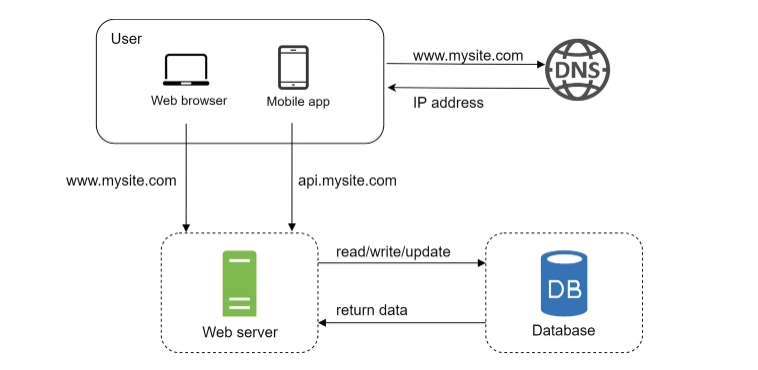 User
Web browser
Mobile app
www.mysite.com
DNS
IP address
www.mysite.com
api.mysite.com
read/write/update
return data
Web server
DB
Database